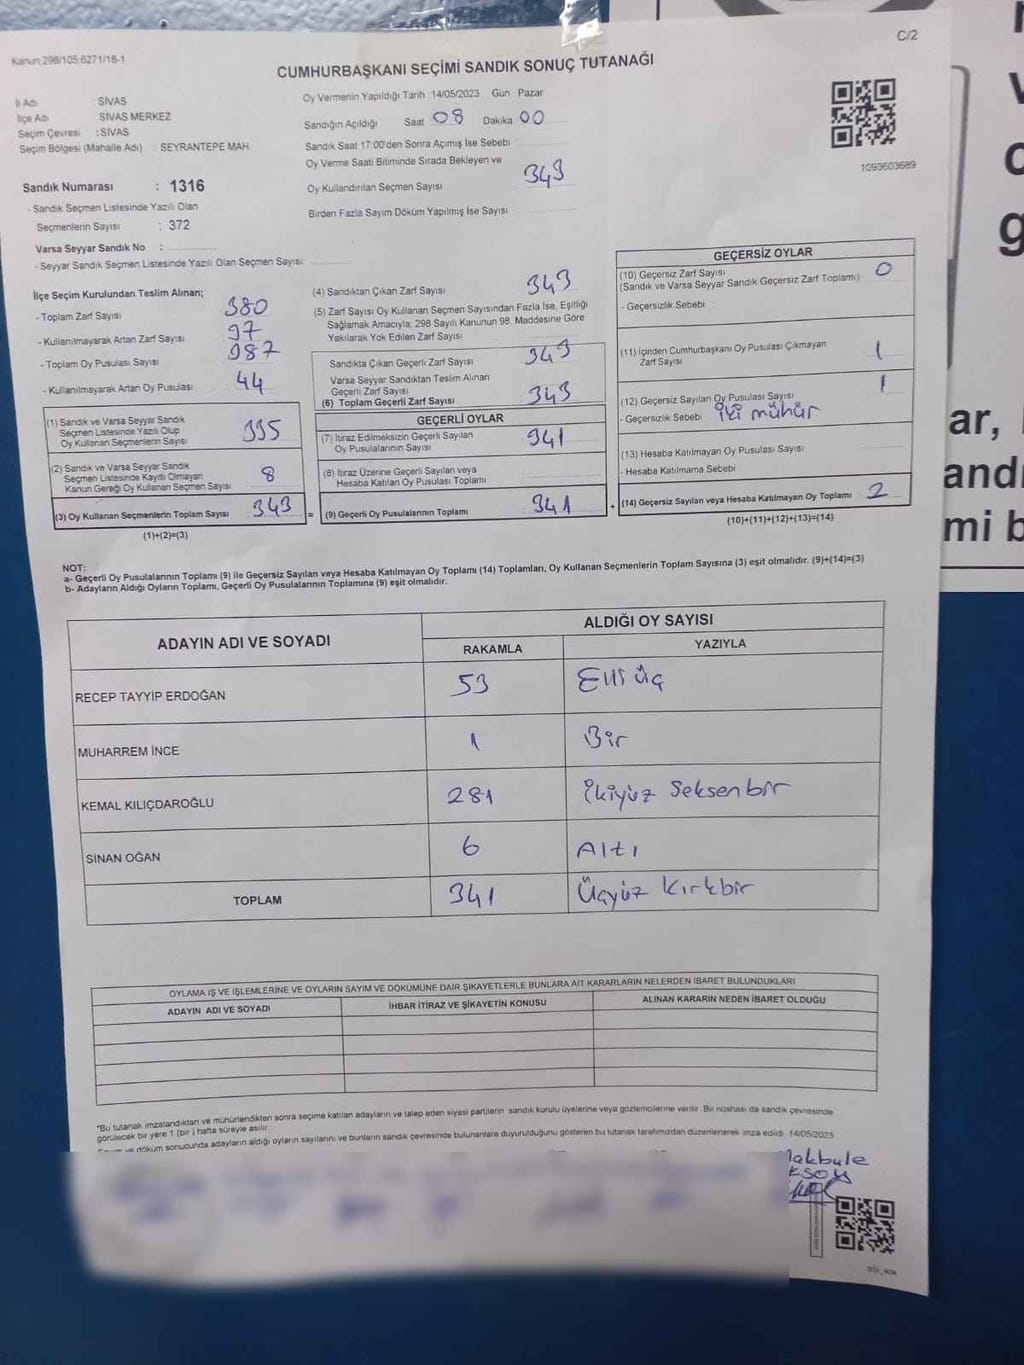 C/2
Kanun 298/105;6271/18-1
CUMHURBAŞKANI SEÇİMİ SANDIK SONUÇ TUTANAĞI
İl Adı : SİVAS
İlçe Adı SİVAS MERKEZ
Seçim Çevresi : SİVAS
Seçim Bölgesi (Mahalle Adı) : SEYRANTEPE MAH.
Oy Vermenin Yapıldığı Tarih : 14/05/2023 Gün Pazar
Sandığın Açıldığı Saat 08 Dakika 00
Sandık Saat 17:00'den Sonra Açımış İse Sebebi
Oy Verme Saati Bitiminde Sırada Bekleyen ve
Oy Kullandırılan Seçmen Sayısı 343
Birden Fazla Sayım Döküm Yapılmış İse Sayısı
1093603689
Sandık Numarası : 1316
- Sandık Seçmen Listesinde Yazılı Olan
Seçmenlerin Sayısı : 372
Varsa Seyyar Sandık No :
- Seyyar Sandık Seçmen Listesinde Yazılı Olan Seçmen Sayısı:
İlçe Seçim Kurulundan Teslim Alınan;
- Toplam Zarf Sayısı 380
- Kullanılmayarak Artan Zarf Sayısı 37
- Toplam Oy Pusulası Sayısı 387
- Kullanılmayarak Artan Oy Pusulası 44
(1) Sandık ve Varsa Seyyar Sandık
Seçmen Listesinde Yazılı Olup
Oy Kullanan Seçmenlerin Sayısı 335
(2) Sandık ve Varsa Seyyar Sandık
Seçmen Listesinde Kayıtlı Olmayan
Kanun Gereği Oy Kullanan Seçmen Sayısı 8
(3) Oy Kullanan Seçmenlerin Toplam Sayısı 343
(1)+(2)=(3)
(4) Sandıktan Çıkan Zarf Sayısı 343
(5) Zarf Sayısı Oy Kullanan Seçmen Sayısından Fazla İse, Eşitliği
Sağlamak Amacıyla; 298 Sayılı Kanunun 98. Maddesine Göre
Yakılarak Yok Edilen Zarf Sayısı
Sandıkta Çıkan Geçerli Zarf Sayısı 343
Varsa Seyyar Sandıktan Teslim Alınan
Geçerli Zarf Sayısı
(6) Toplam Geçerli Zarf Sayısı 343
GEÇERLİ OYLAR
(7) İtiraz Edilmeksizin Geçerli Sayılan
Oy Pusulalarının Sayısı 341
(8) İtiraz Üzerine Geçerli Sayılan veya
Hesaba Katılan Oy Pusulası Toplamı
= (9) Geçerli Oy Pusulalarının Toplamı 341 +
GEÇERSİZ OYLAR
(10) Geçersiz Zarf Sayısı
(Sandık ve Varsa Seyyar Sandık Geçersiz Zarf Toplamı) 0
- Geçersizlik Sebebi :
(11) İçinden Cumhurbaşkanı Oy Pusulası Çıkmayan
Zarf Sayısı 1
(12) Geçersiz Sayılan Oy Pusulası Sayısı 1
- Geçersizlik Sebebi İki mühür
(13) Hesaba Katılmayan Oy Pusulası Sayısı
- Hesaba Katılmama Sebebi
(14) Geçersiz Sayılan veya Hesaba Katılmayan Oy Toplamı 2
(10)+(11)+(12)+(13)=(14)
NOT:
a- Geçerli Oy Pusulalarının Toplamı (9) ile Geçersiz Sayılan veya Hesaba Katılmayan Oy Toplamı (14) Toplamları, Oy Kullanan Seçmenlerin Toplam Sayısına (3) eşit olmalıdır. (9)+(14)=(3)
b- Adayların Aldığı Oyların Toplamı, Geçerli Oy Pusulalarının Toplamına (9) eşit olmalıdır.
ADAYIN ADI VE SOYADI ALDIĞI OY SAYISI
RAKAMLA YAZIYLA
RECEP TAYYİP ERDOĞAN 53 Elli üç
MUHARREM İNCE 1 Bir
KEMAL KILIÇDAROĞLU 281 İkiyüz Seksenbir
SİNAN OĞAN 6 Altı
TOPLAM 341 Üçyüz Kırkbir
OYLAMA İŞ VE İŞLEMLERİNE VE OYLARIN SAYIM VE DÖKÜMÜNE DAİR ŞİKAYETLERLE BUNLARA AİT KARARLARIN NELERDEN İBARET BULUNDUKLARI
ADAYIN ADI VE SOYADI İHBAR İTİRAZ VE ŞİKAYETİN KONUSU ALINAN KARARIN NEDEN İBARET OLDUĞU
*Bu tutanak imzalandıktan ve mühürlendikten sonra seçime katılan adayların ve talep eden siyasi partilerin sandık kurulu üyelerine veya gözlemcilerine verilir. Bir nüshası da sandık çevresinde
görülecek bir yere 1 (bir) hafta süreyle asılır.
ve döküm sonucunda adayların aldığı oyların sayılarını ve bunların sandık çevresinde bulunanlara duyurulduğunu gösteren bu tutanak tarafımızdan düzenlenerek imza edildi. 14/05/2023
Makbule
ar,
andı
mi b